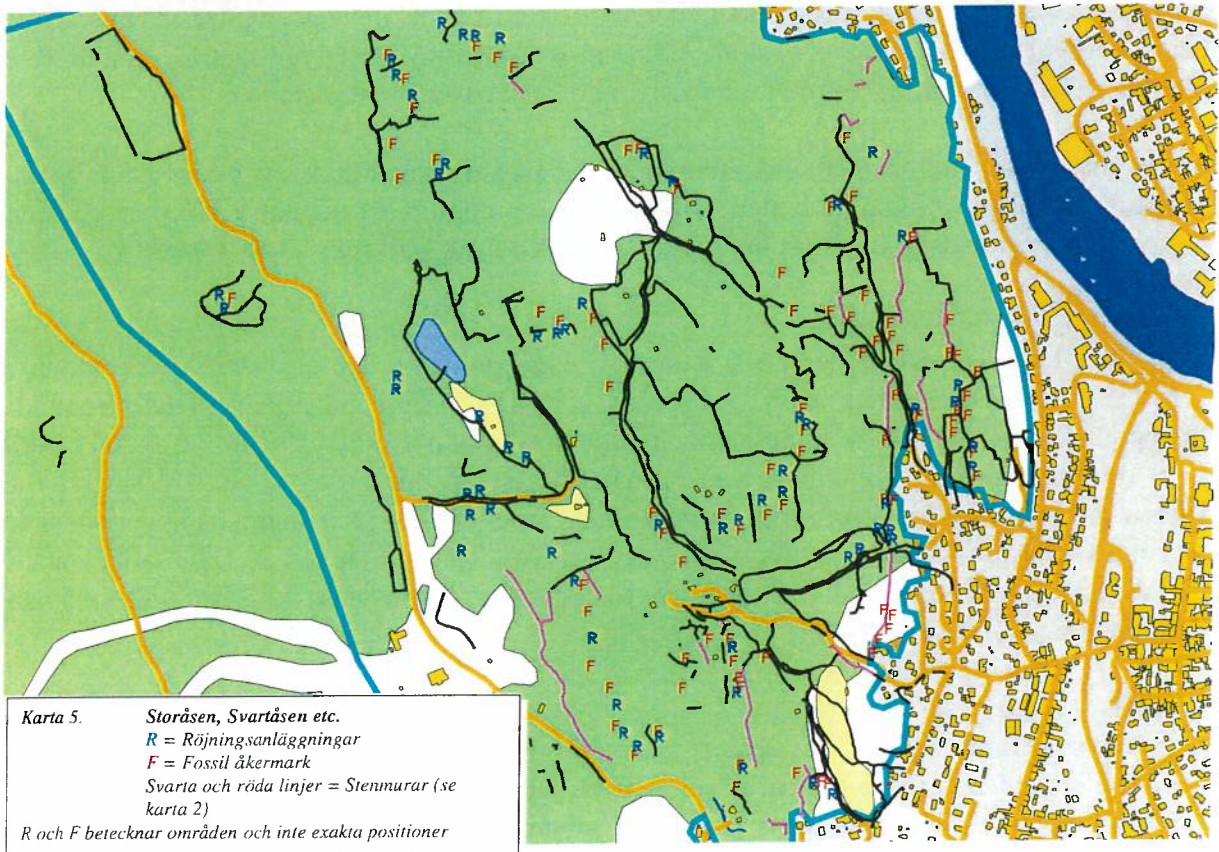 Karta 5. Storåsen, Svartåsen etc.
R = Röjningsanläggningar
F = Fossil åkermark
Svarta och röda linjer = Stenmurar (se
karta 2)
R och F betecknar områden och inte exakta positioner